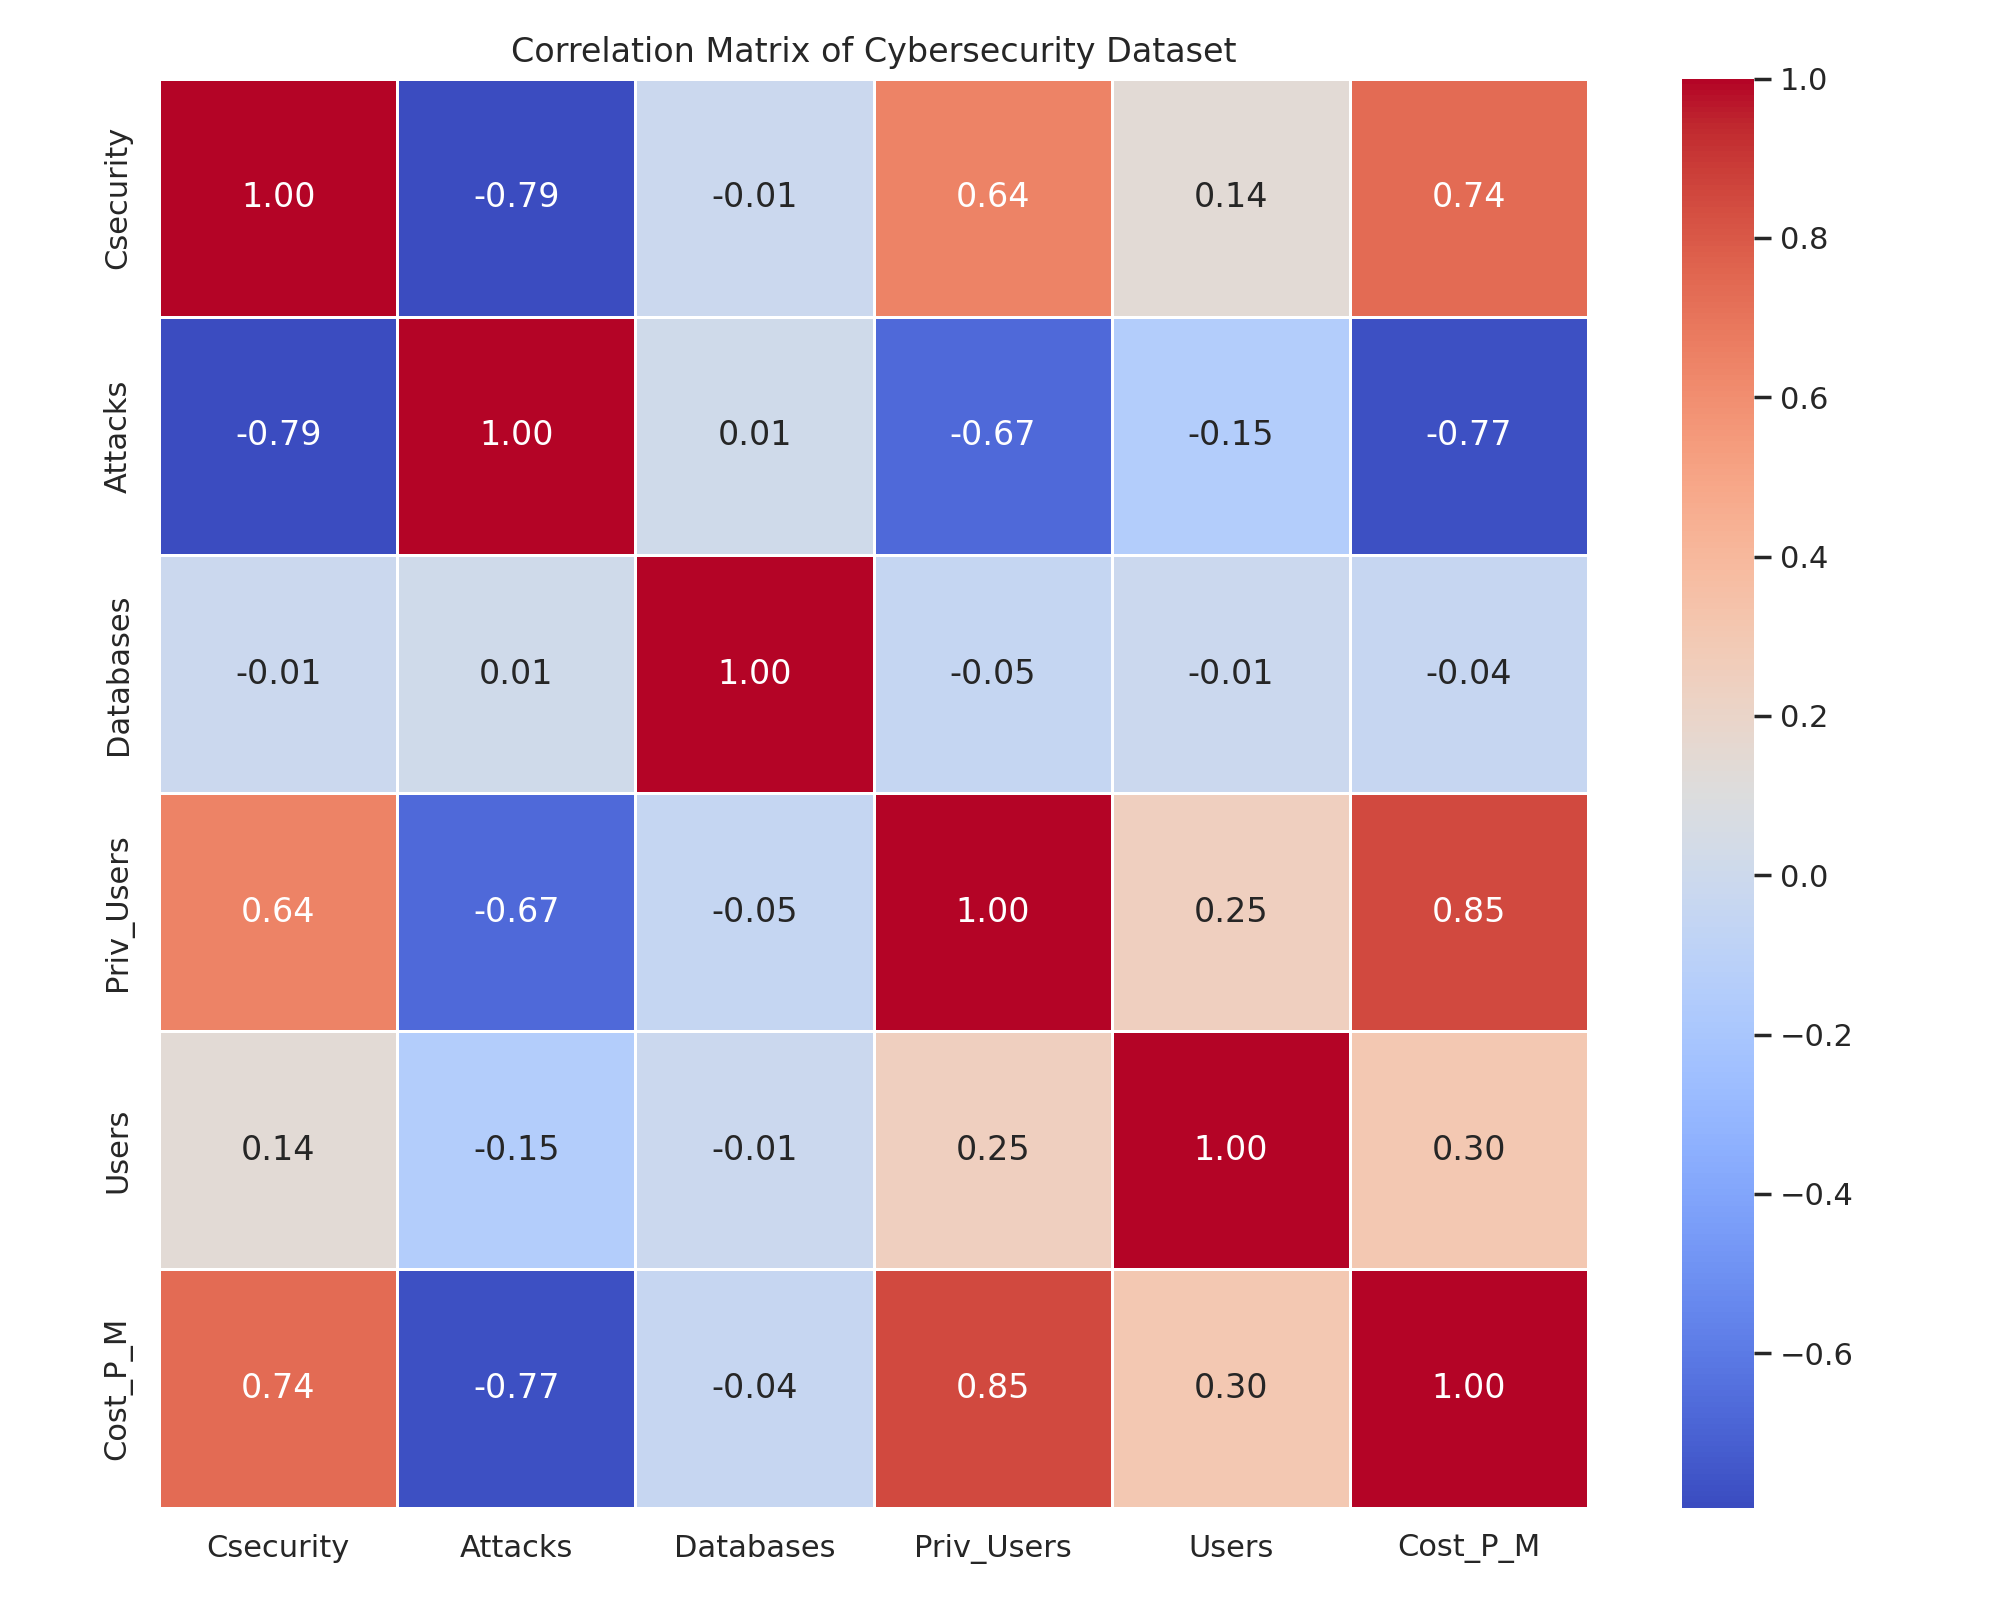 Correlation Matrix of Cybersecurity Dataset
Csecurity 1.00 -0.79 -0.01 0.64 0.14 0.74
Attacks -0.79 1.00 0.01 -0.67 -0.15 -0.77
Databases -0.01 0.01 1.00 -0.05 -0.01 -0.04
Priv_Users 0.64 -0.67 -0.05 1.00 0.25 0.85
Users 0.14 -0.15 -0.01 0.25 1.00 0.30
Cost_P_M 0.74 -0.77 -0.04 0.85 0.30 1.00
Csecurity Attacks Databases Priv_Users Users Cost_P_M
1.0
0.8
0.6
0.4
0.2
0.0
−0.2
−0.4
−0.6